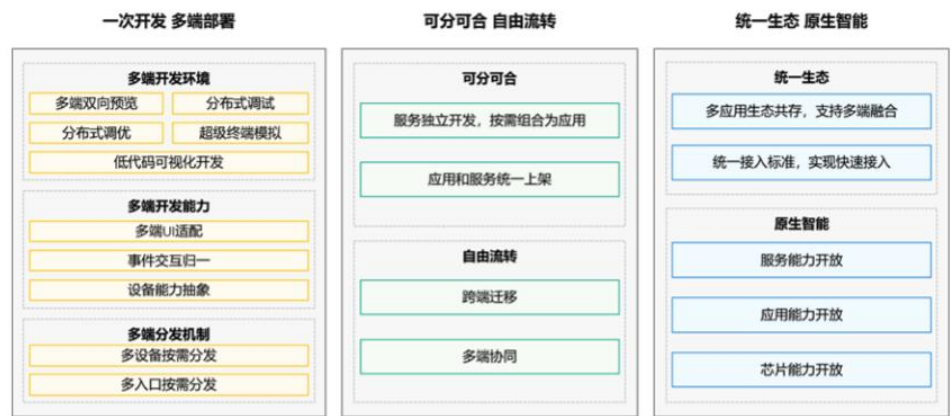 一次开发 多端部署
多端开发环境
多端双向预览
分布式调试
分布式调优
超级终端模拟
低代码可视化开发
多端开发能力
多端UI适配
事件交互归一
设备能力抽象
多端分发机制
多设备按需分发
多入口按需分发
可分可合 自由流转
可分可合
服务独立开发，按需组合为应用
应用和服务统一上架
自由流转
跨端迁移
多端协同
统一生态 原生智能
统一生态
多应用生态共存，支持多端融合
统一接入标准，实现快速接入
原生智能
服务能力开放
应用能力开放
芯片能力开放